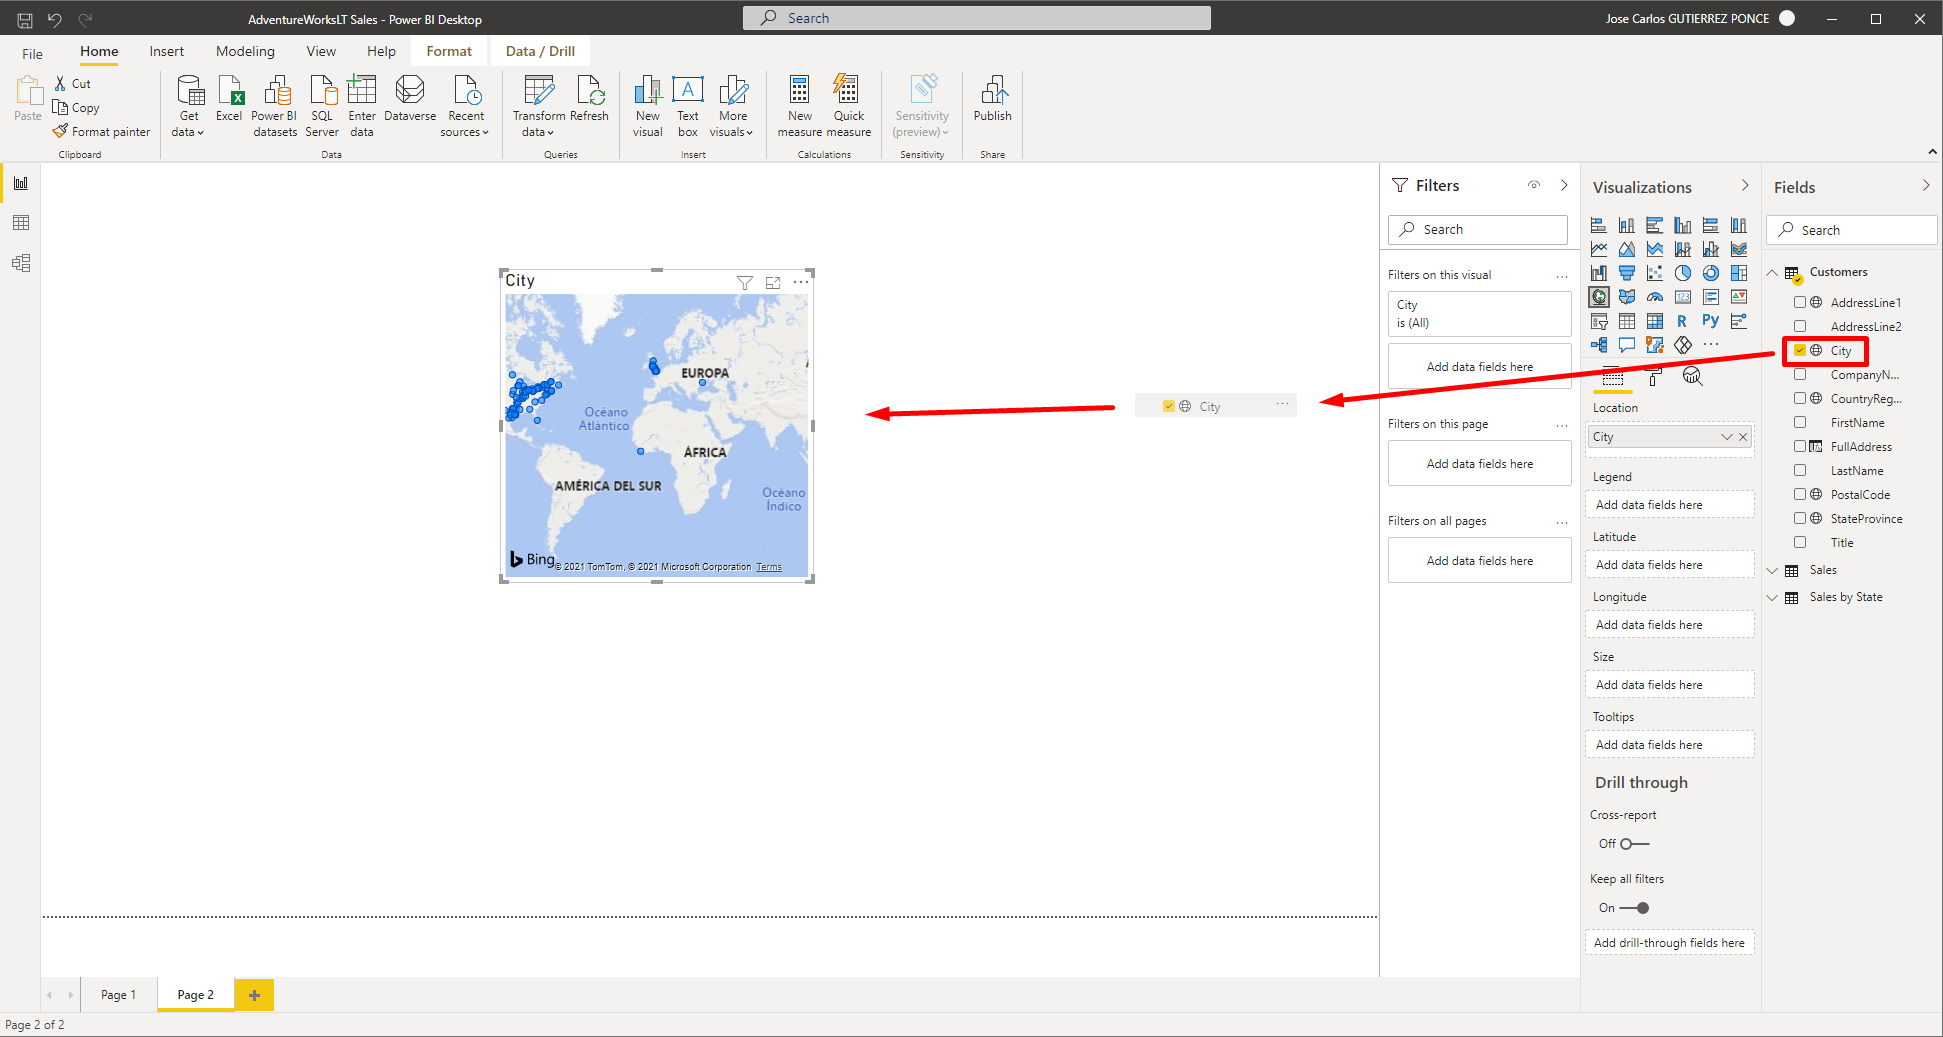 AdventureWorksLT Sales - Power BI Desktop
Search
Jose Carlos GUTIERREZ PONCE
File
Home
Insert
Modeling
View
Help
Format
Data / Drill
Paste
Cut
Copy
Format painter
Clipboard
Get
data
Excel
Power BI
datasets
SQL
Server
Enter
data
Dataverse
Recent
sources
Data
Transform
data
Refresh
Queries
New
visual
Text
box
More
visuals
Insert
New
measure
Quick
measure
Calculations
Sensitivity
(preview)
Sensitivity
Publish
Share
City
EUROPA
Océano
Atlántico
ÁFRICA
AMÉRICA DEL SUR
Océano
Índico
Bing
© 2021 TomTom, © 2021 Microsoft Corporation Terms
City ...
Filters
Search
Filters on this visual ...
City
is (All)
Add data fields here
Filters on this page ...
Add data fields here
Filters on all pages ...
Add data fields here
Visualizations
123
R
Py
...
Location
City
Legend
Add data fields here
Latitude
Add data fields here
Longitude
Add data fields here
Size
Add data fields here
Tooltips
Add data fields here
Drill through
Cross-report
Off
Keep all filters
On
Add drill-through fields here
Fields
Search
Customers
AddressLine1
AddressLine2
City
CompanyN...
CountryReg...
FirstName
FullAddress
LastName
PostalCode
StateProvince
Title
Sales
Sales by State
Page 1
Page 2
+
Page 2 of 2